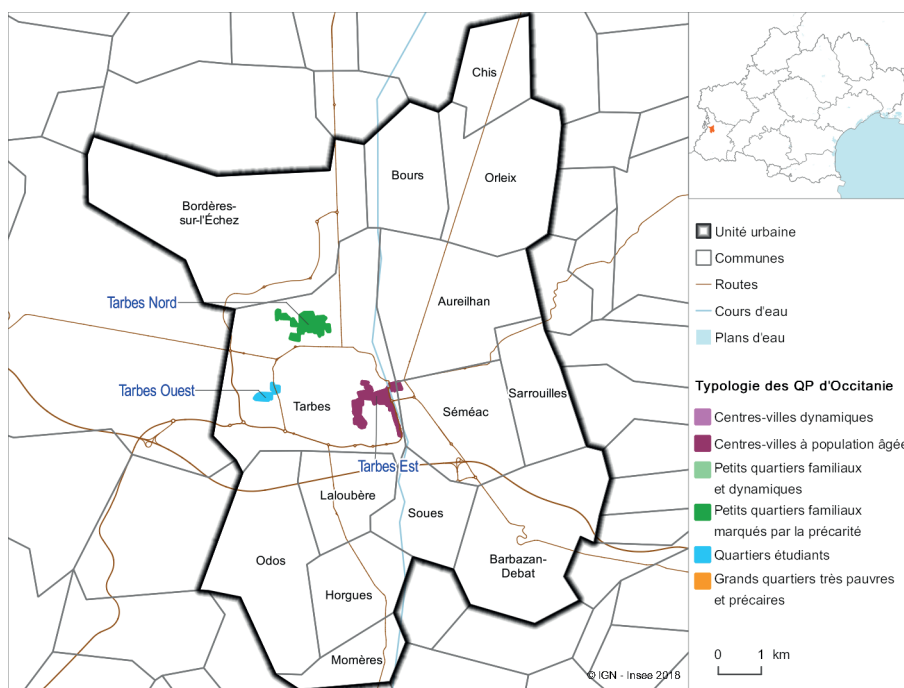 Chis
Bours
Orleix
Bordères-
sur-l'Échez
Aureilhan
Tarbes Nord
Tarbes Ouest
Tarbes
Séméac
Sarrouilles
Tarbes Est
Laloubère
Soues
Odos
Barbazan-
Debat
Horgues
Momères
© IGN - Insee 2018
Unité urbaine
Communes
Routes
Cours d'eau
Plans d'eau
Typologie des QP d'Occitanie
Centres-villes dynamiques
Centres-villes à population âgée
Petits quartiers familiaux
et dynamiques
Petits quartiers familiaux
marqués par la précarité
Quartiers étudiants
Grands quartiers très pauvres
et précaires
0 1 km